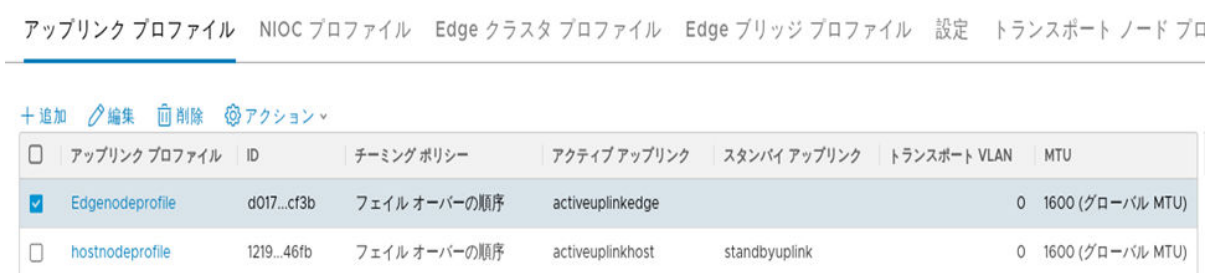 アップリンク プロファイル NIOC プロファイル Edge クラスタ プロファイル Edge ブリッジ プロファイル 設定 トランスポート ノード プロ
+ 追加 編集 削除 アクション
アップリンク プロファイル ID チーミング ポリシー アクティブ アップリンク スタンバイ アップリンク トランスポート VLAN MTU
Edgenodeprofile d017...cf3b フェイル オーバーの順序 activeuplinkedge 0 1600 (グローバル MTU)
hostnodeprofile 1219...46fb フェイル オーバーの順序 activeuplinkhost standbyuplink 0 1600 (グローバル MTU)